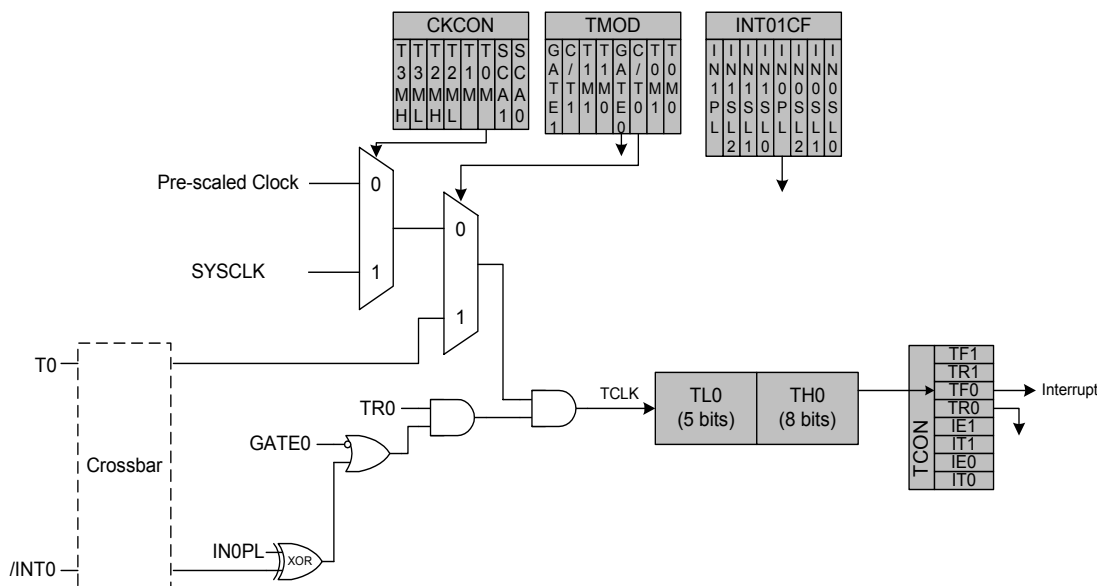 CKCON
T3MH
T3ML
T2MH
T2ML
T1M
T0M
SCA1
SCA0
TMOD
GATE1
C/T1
T1M1
T1M0
GATE0
C/T0
T0M1
T0M0
INT01CF
IN1PL
IN1SL2
IN1SL1
IN1SL0
IN0PL
IN0SL2
IN0SL1
IN0SL0
Pre-scaled Clock
0
SYSCLK
1
0
1
T0
Crossbar
/INT0
TR0
GATE0
IN0PL
XOR
TCLK
TL0
(5 bits)
TH0
(8 bits)
TCON
TF1
TR1
TF0
TR0
IE1
IT1
IE0
IT0
Interrupt